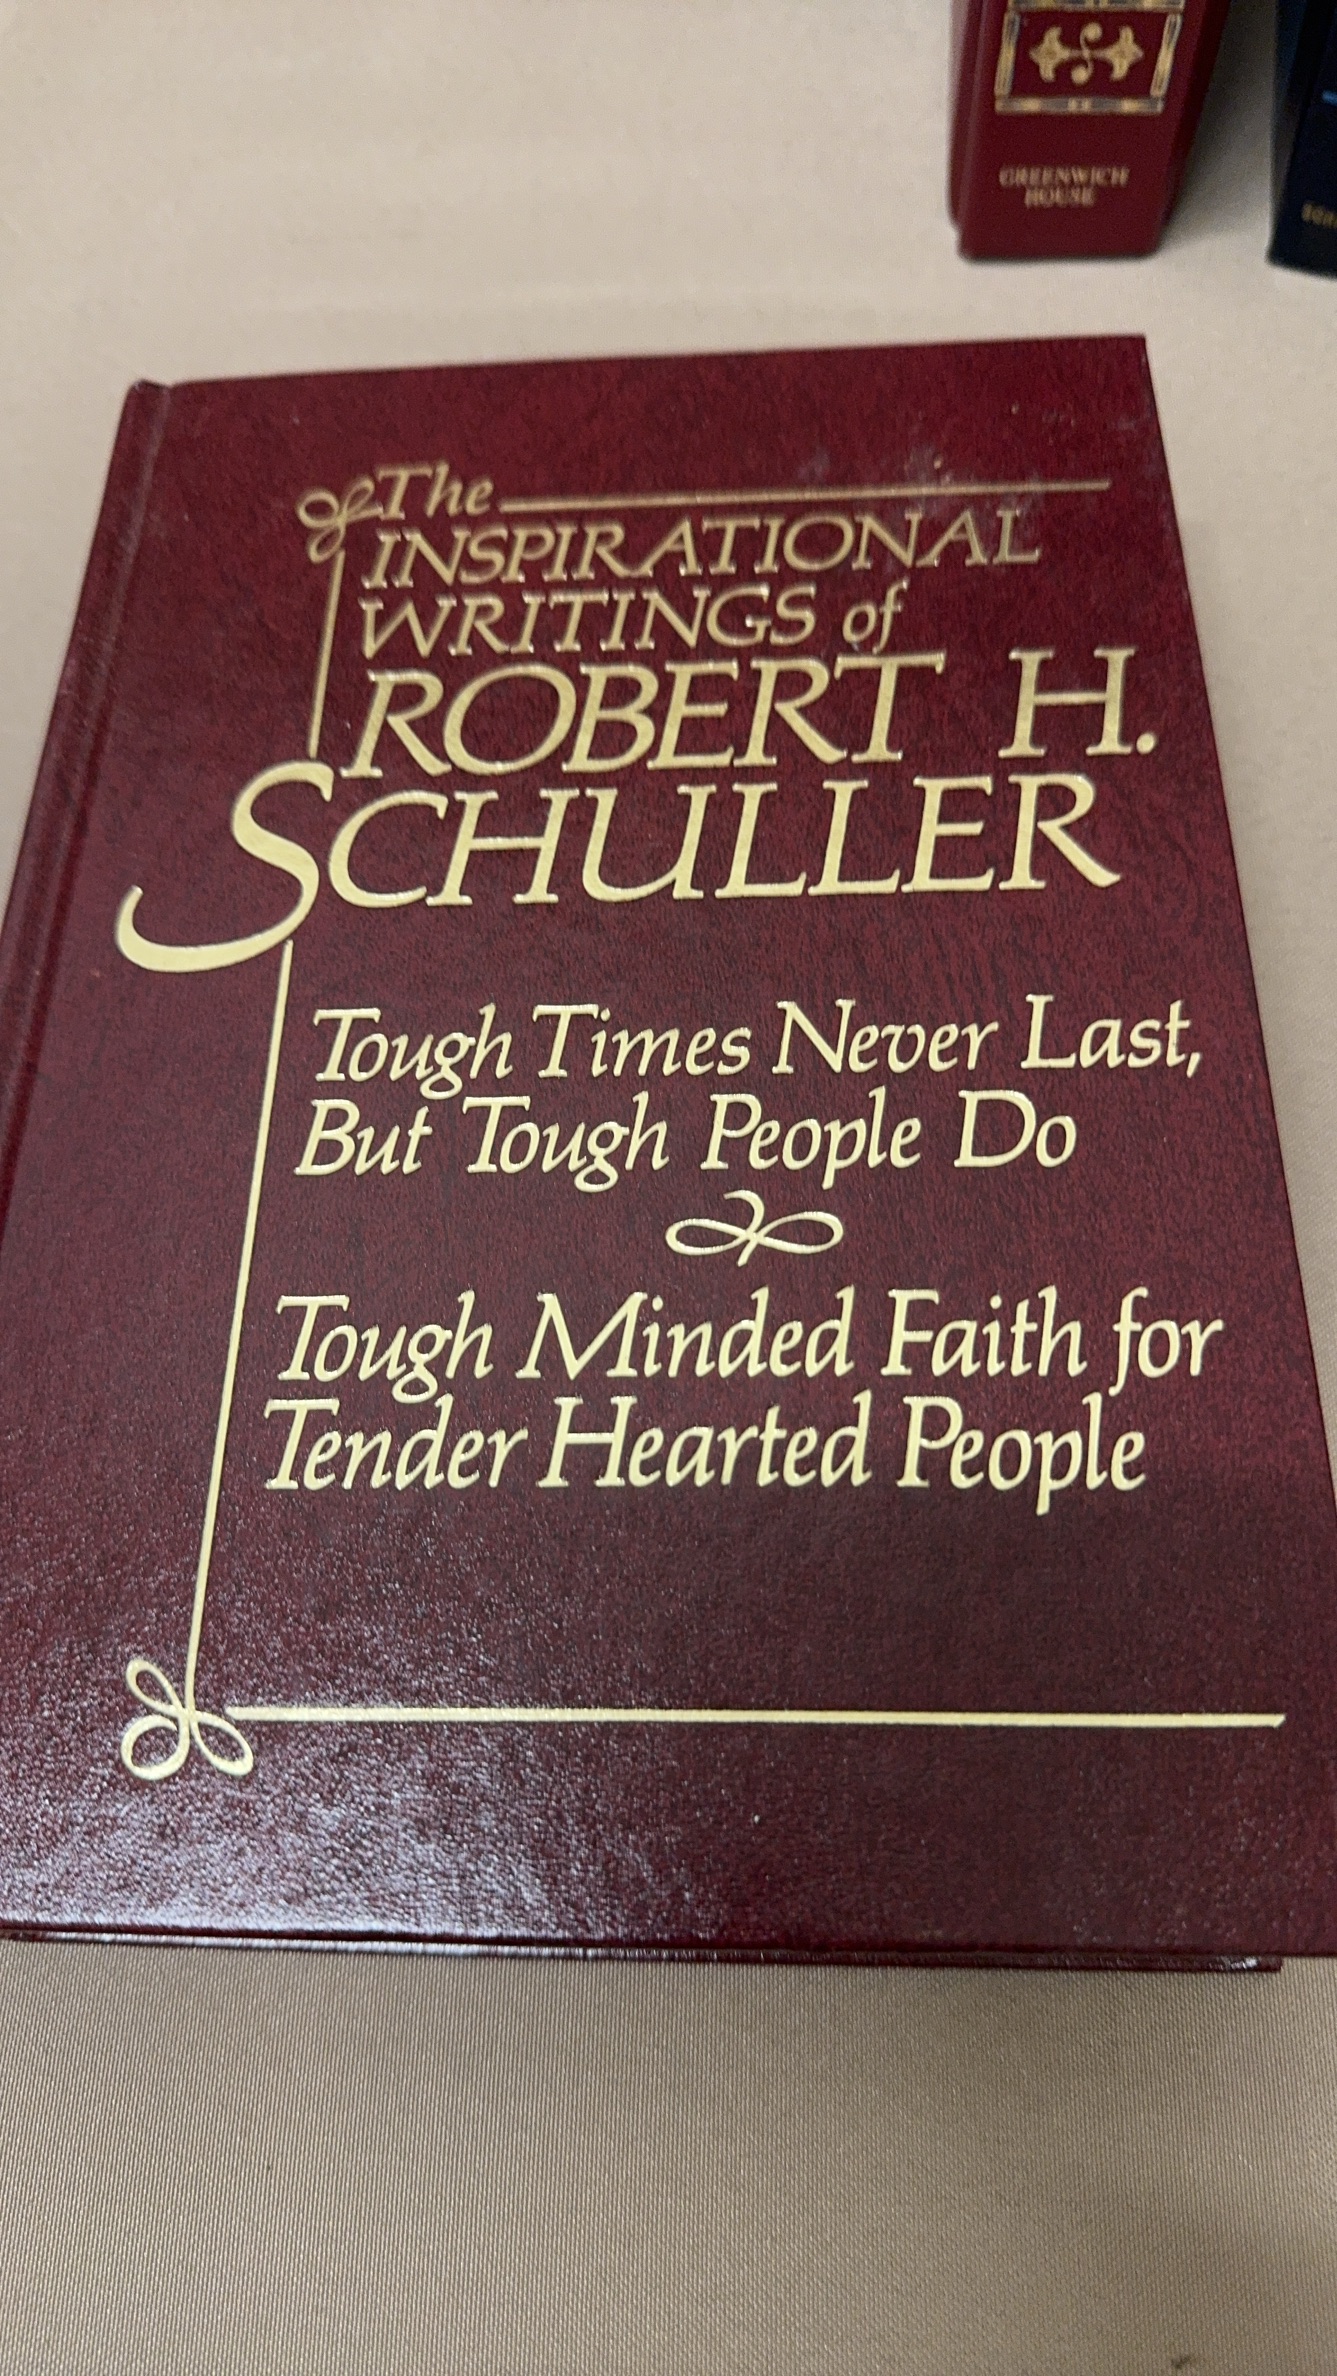 GREENWICH
HOUSE
The
INSPIRATIONAL
WRITINGS of
ROBERT H.
SCHULLER
Tough Times Never Last,
But Tough People Do
Tough Minded Faith for
Tender Hearted People